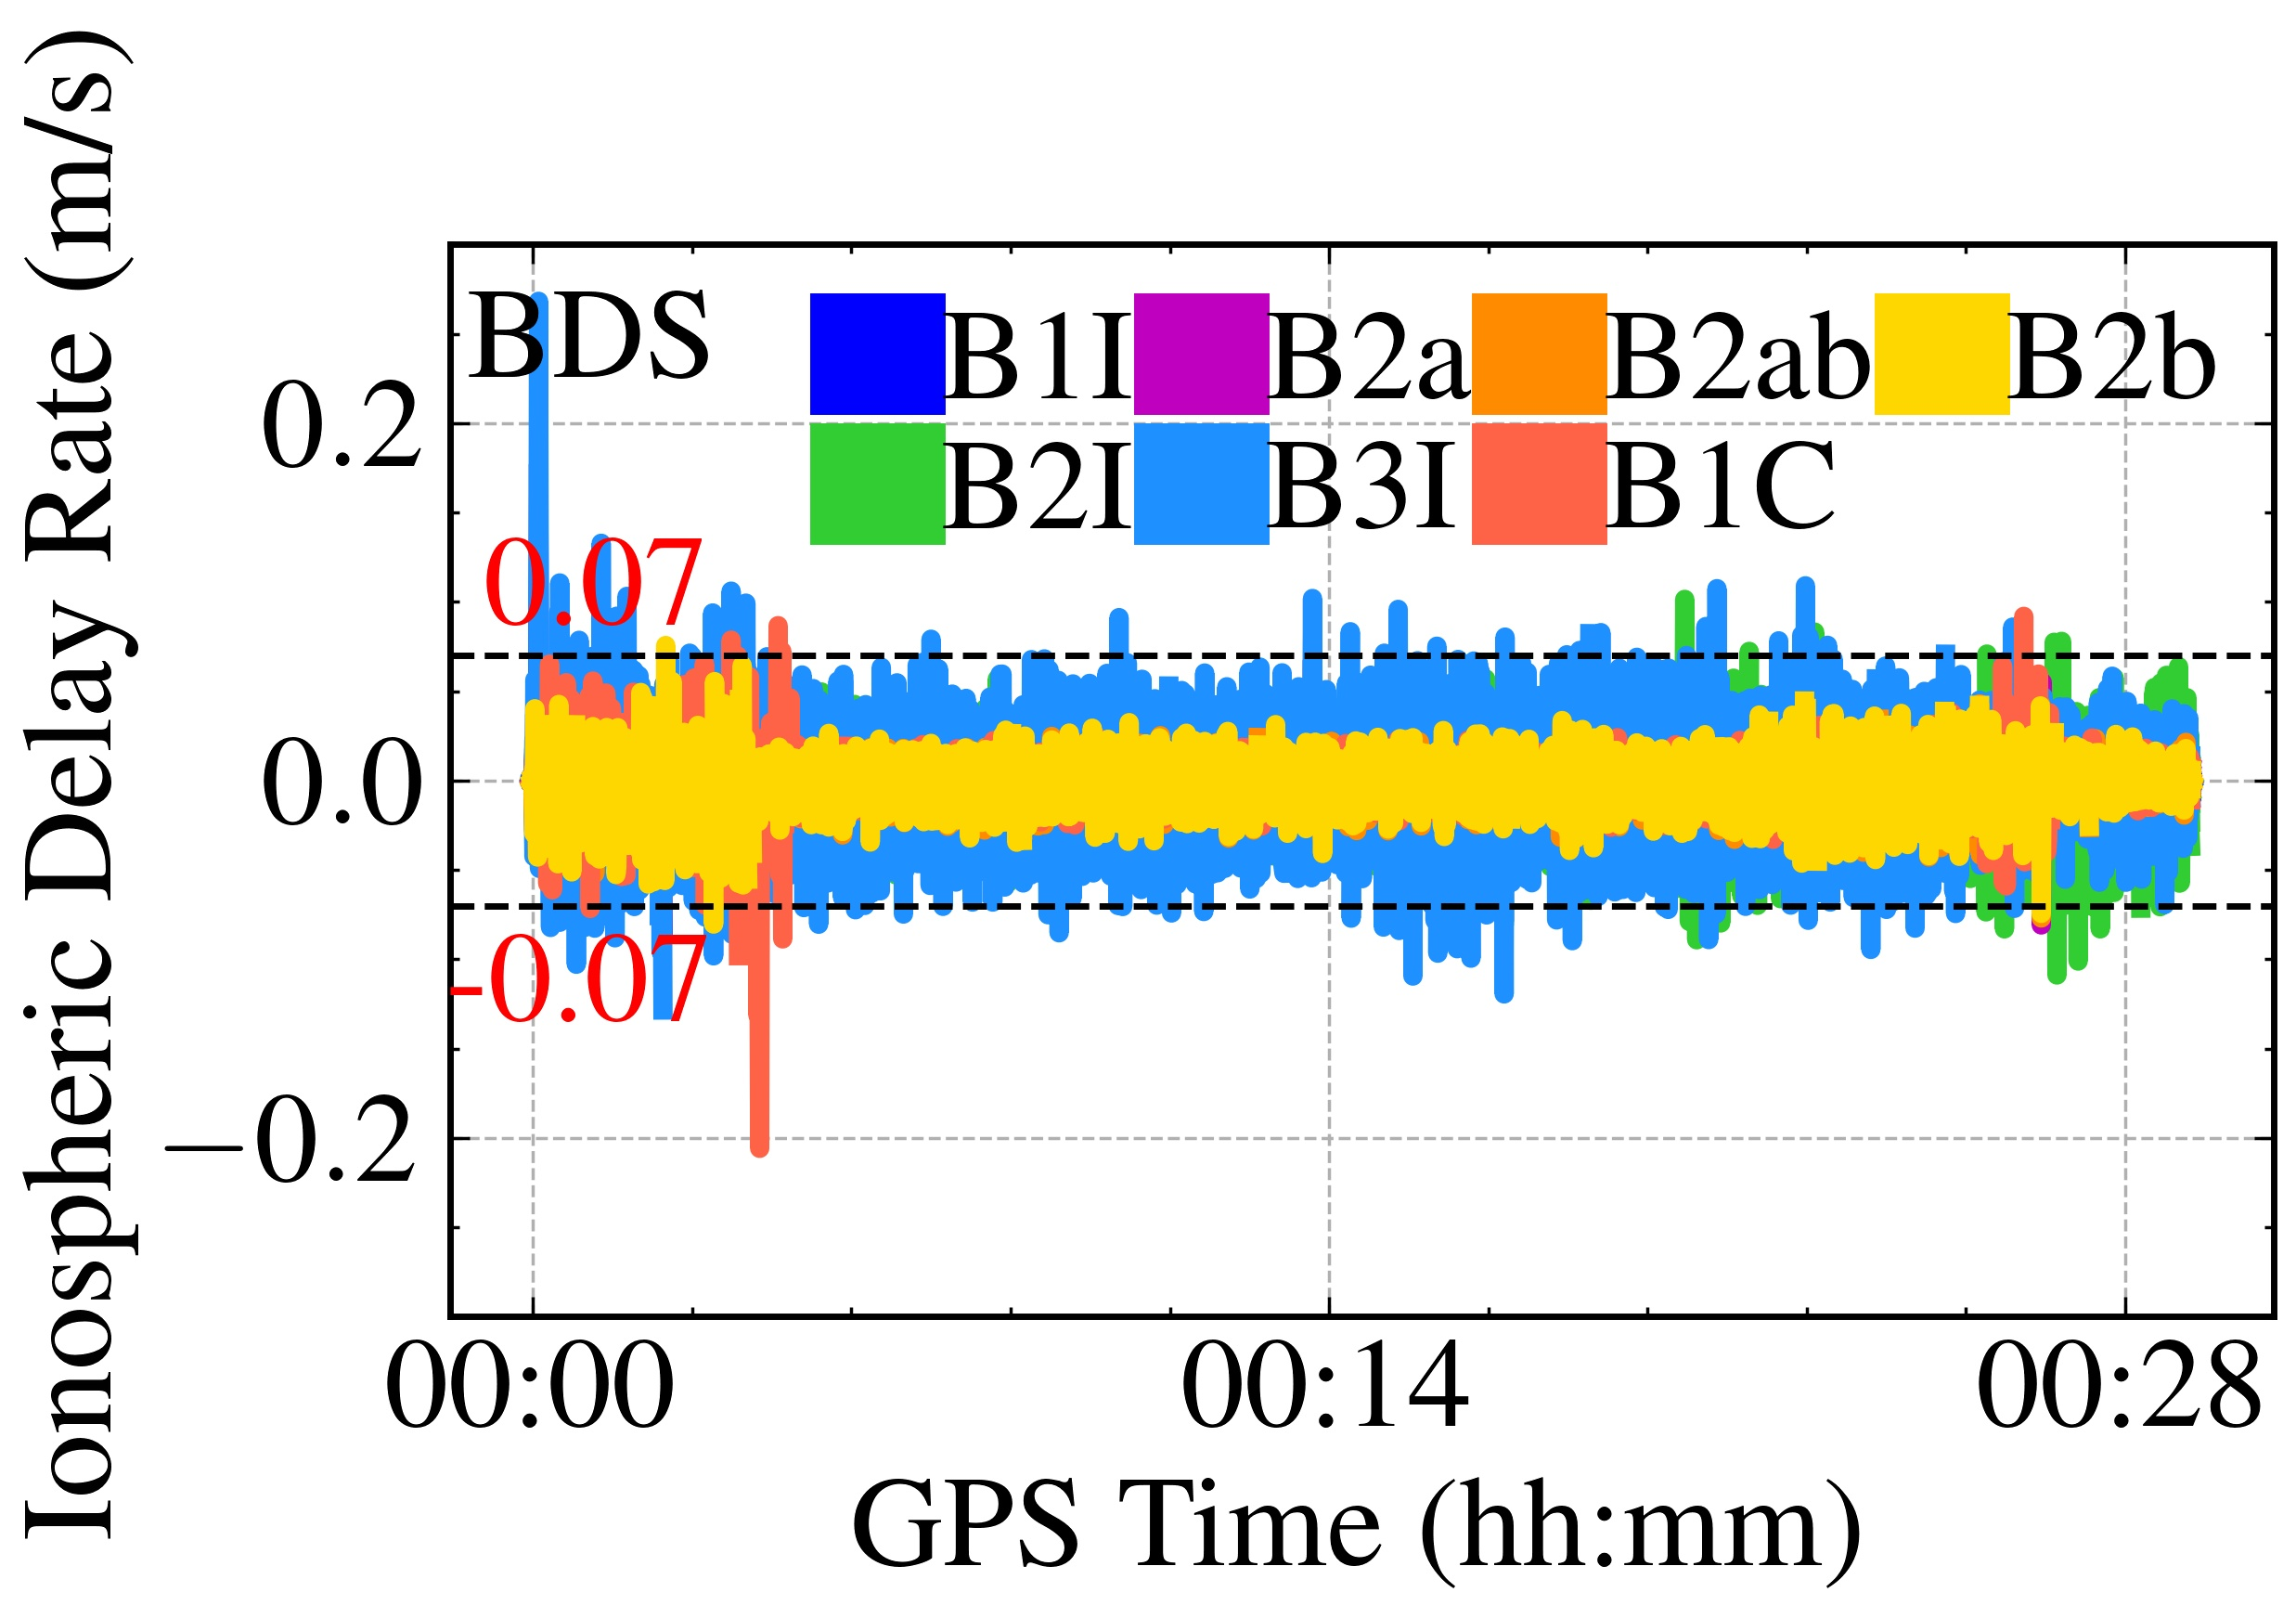 Ionospheric Delay Rate (m/s)
BDS
B1I B2a B2ab B2b
B2I B3I B1C
0.2
0.07
0.0
-0.07
−0.2
00:00 00:14 00:28
GPS Time (hh:mm)